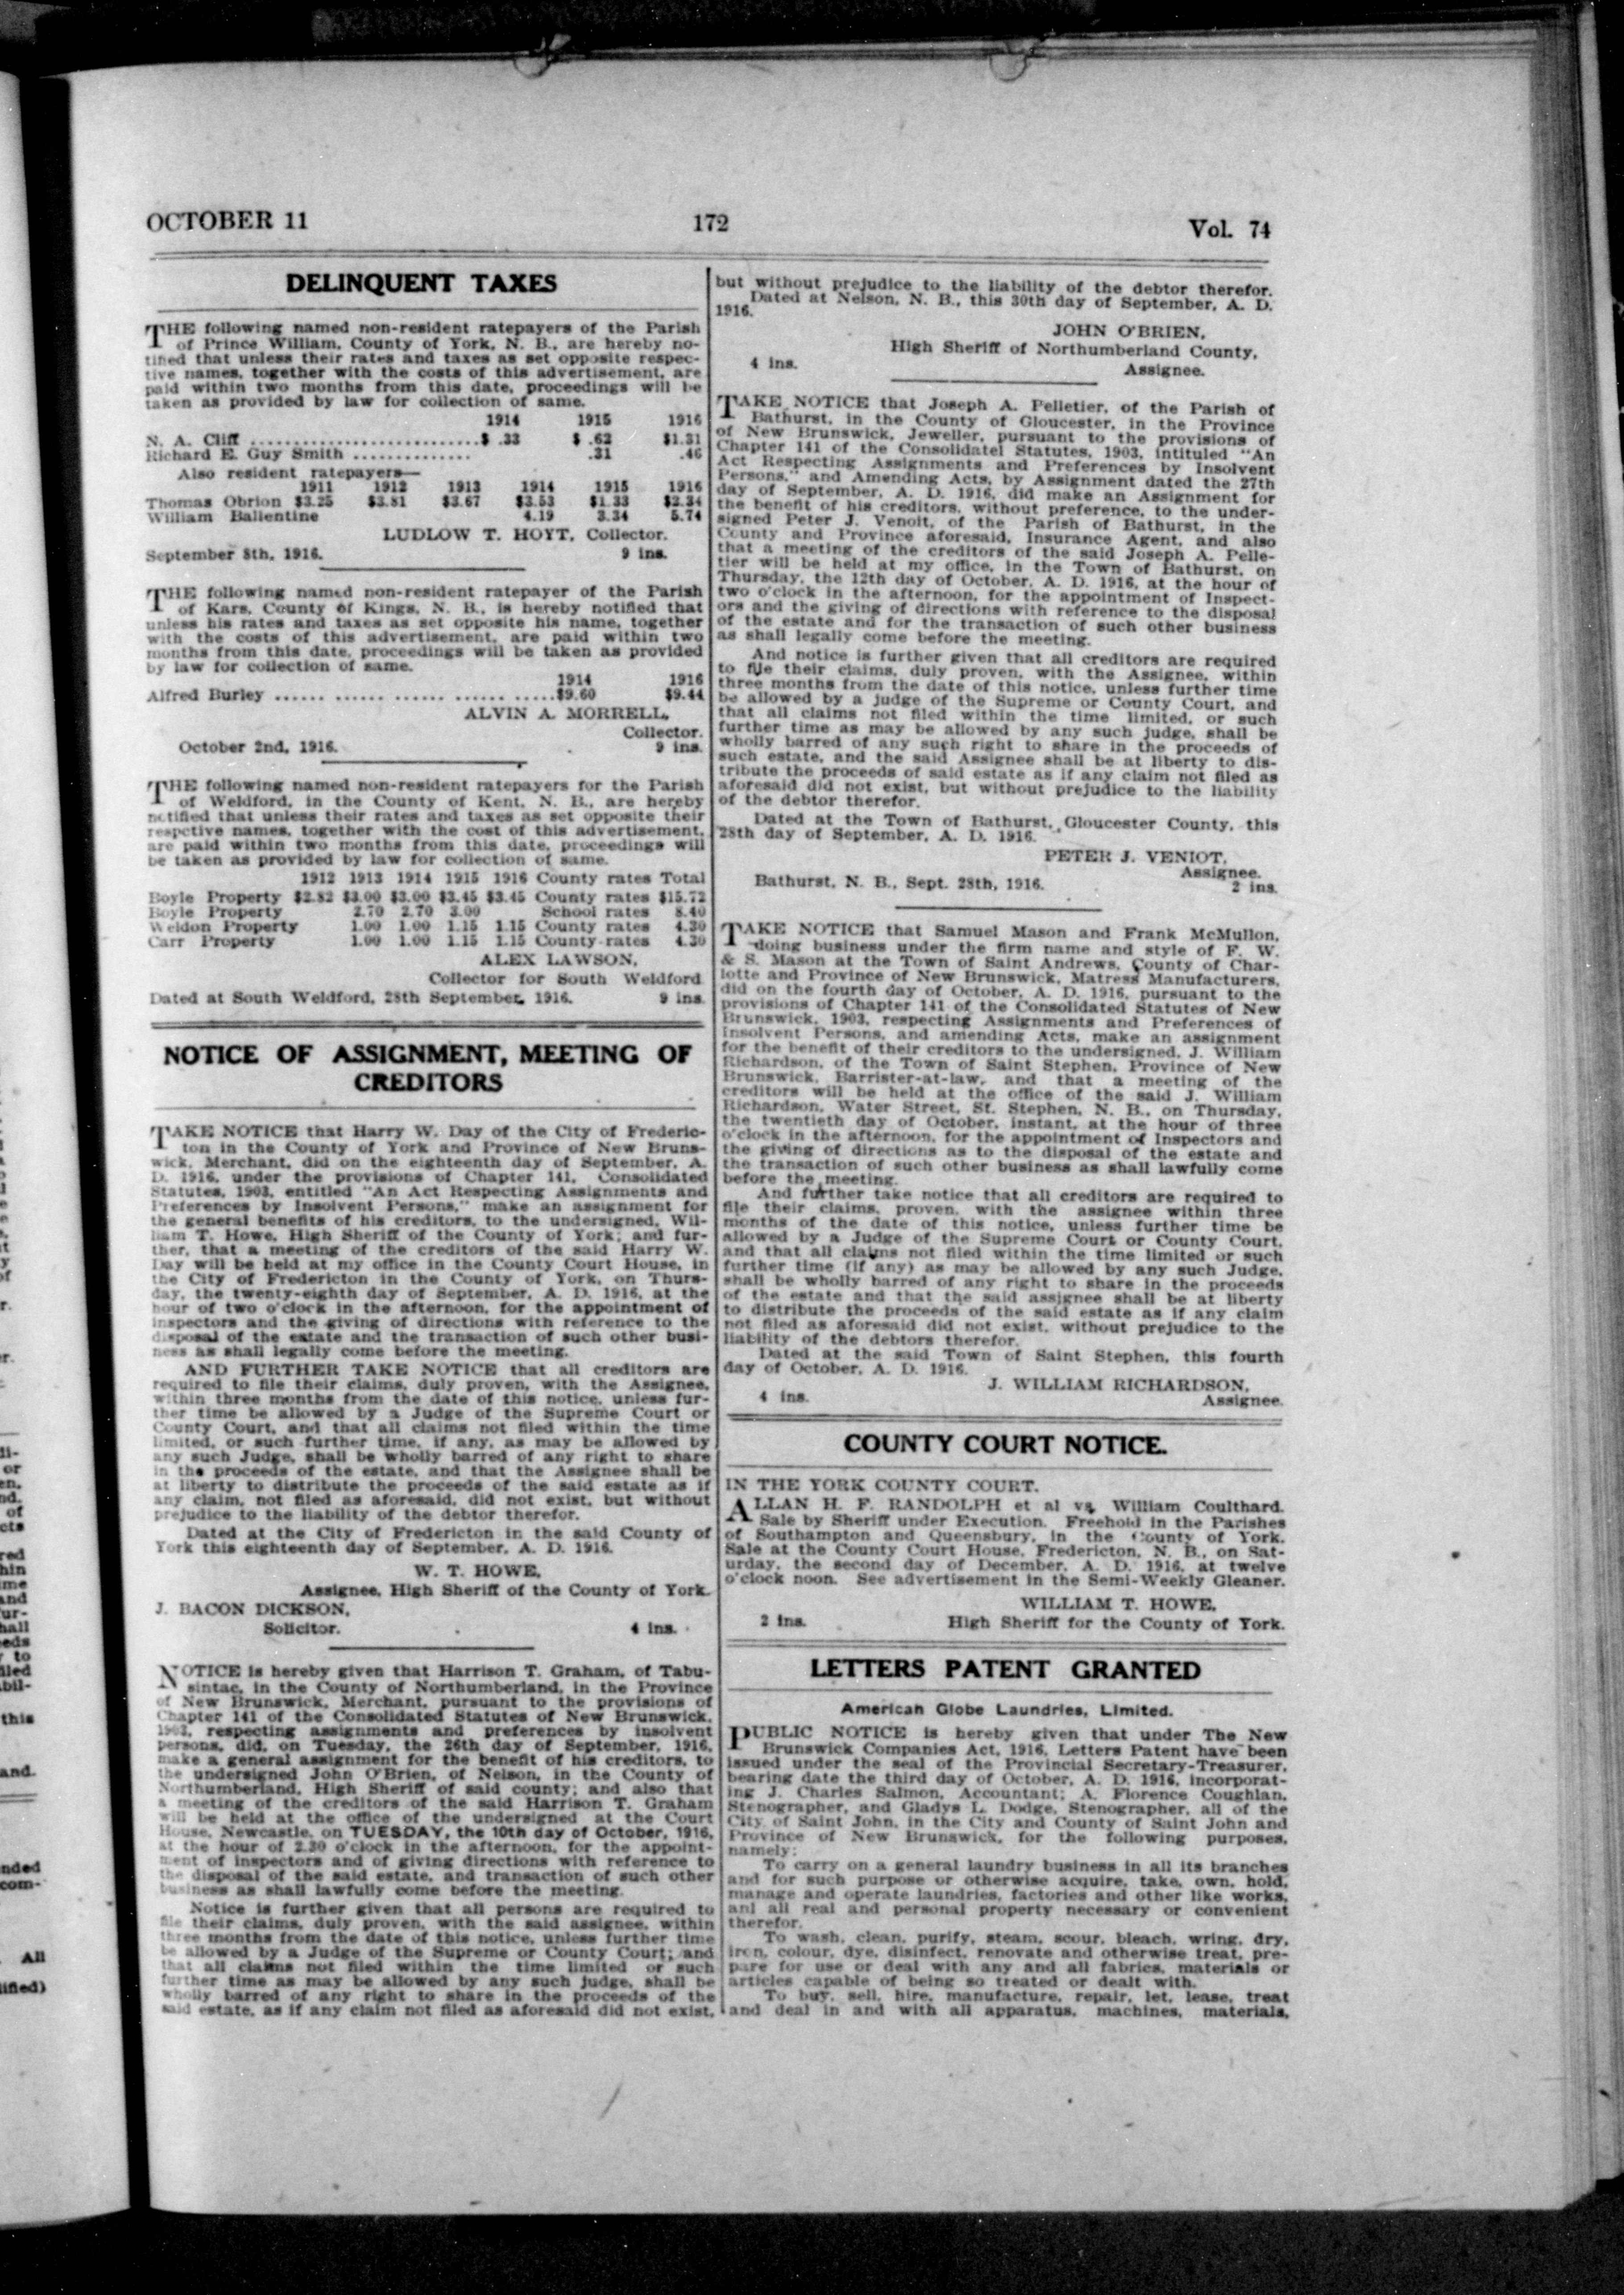 OCTOBER 11 172 Vol. 74
DELINQUENT TAXES
THE following named non-resident ratepayers of the Parish
of Prince William, County of York, N. B., are hereby no-
tified that unless their rates and taxes as set opposite respec-
tive names, together with the costs of this advertisement, are
paid within two months from this date, proceedings will be
taken as provided by law for collection of same.
1914 1915 1916
N. A. Cliff ..........................$ .33 $ .62 $1.31
Richard E. Guy Smith .............. .31 .46
Also resident ratepayers—
1911 1912 1913 1914 1915 1916
Thomas Obrion $3.25 $3.81 $3.67 $3.53 $1.33 $2.34
William Ballentine 4.19 3.34 5.74
LUDLOW T. HOYT, Collector.
September 8th, 1916. 9 ins.
THE following named non-resident ratepayer of the Parish
of Kars, County of Kings, N. B., is hereby notified that
unless his rates and taxes as set opposite his name, together
with the costs of this advertisement, are paid within two
months from this date, proceedings will be taken as provided
by law for collection of same.
1914 1916
Alfred Burley ...... ...... ...... ...... .....$9.60 $9.44
ALVIN A. MORRELL,
Collector.
October 2nd, 1916. 9 ins.
THE following named non-resident ratepayers for the Parish
of Weldford, in the County of Kent, N. B., are hereby
notified that unless their rates and taxes as set opposite their
respctive names, together with the cost of this advertisement,
are paid within two months from this date, proceedings will
be taken as provided by law for collection of same.
1912 1913 1914 1915 1916 County rates Total
Boyle Property $2.82 $3.00 $3.00 $3.45 $3.45 County rates $15.72
Boyle Property 2.70 2.70 3.00 School rates 8.40
Weldon Property 1.00 1.00 1.15 1.15 County rates 4.30
Carr Property 1.00 1.00 1.15 1.15 County rates 4.30
ALEX LAWSON,
Collector for South Weldford
Dated at South Weldford, 28th September, 1916. 9 ins.
NOTICE OF ASSIGNMENT, MEETING OF
CREDITORS
TAKE NOTICE that Harry W. Day of the City of Frederic-
ton in the County of York and Province of New Bruns-
wick, Merchant, did on the eighteenth day of September, A.
D. 1916, under the provisions of Chapter 141, Consolidated
Statutes, 1903, entitled "An Act Respecting Assignments and
Preferences by Insolvent Persons," make an assignment for
the general benefits of his creditors, to the undersigned, Wil-
liam T. Howe, High Sheriff of the County of York; and fur-
ther, that a meeting of the creditors of the said Harry W.
Day will be held at my office in the County Court House, in
the City of Fredericton in the County of York, on Thurs-
day, the twenty-eighth day of September, A. D. 1916, at the
hour of two o'clock in the afternoon, for the appointment of
inspectors and the giving of directions with reference to the
disposal of the estate and the transaction of such other busi-
ness as shall legally come before the meeting.
AND FURTHER TAKE NOTICE that all creditors are
required to file their claims, duly proven, with the Assignee,
within three months from the date of this notice, unless fur-
ther time be allowed by a Judge of the Supreme Court or
County Court, and that all claims not filed within the time
limited, or such further time, if any, as may be allowed by
any such Judge, shall be wholly barred of any right to share
in the proceeds of the estate, and that the Assignee shall be
at liberty to distribute the proceeds of the said estate as if
any claim, not filed as aforesaid, did not exist, but without
prejudice to the liability of the debtor therefor.
Dated at the City of Fredericton in the said County of
York this eighteenth day of September, A. D. 1916.
W. T. HOWE,
Assignee, High Sheriff of the County of York.
J. BACON DICKSON,
Solicitor. 4 ins.
NOTICE is hereby given that Harrison T. Graham, of Tabu-
sintac, in the County of Northumberland, in the Province
of New Brunswick, Merchant, pursuant to the provisions of
Chapter 141 of the Consolidated Statutes of New Brunswick,
1903, respecting assignments and preferences by insolvent
persons, did, on Tuesday, the 26th day of September, 1916,
make a general assignment for the benefit of his creditors, to
the undersigned John O'Brien, of Nelson, in the County of
Northumberland, High Sheriff of said county; and also that
a meeting of the creditors of the said Harrison T. Graham
will be held at the office of the undersigned at the Court
House, Newcastle, on TUESDAY, the 10th day of October, 1916,
at the hour of 2.30 o'clock in the afternoon, for the appoint-
ment of inspectors and of giving directions with reference to
the disposal of the said estate, and transaction of such other
business as shall lawfully come before the meeting.
Notice is further given that all persons are required to
file their claims, duly proven, with the said assignee, within
three months from the date of this notice, unless further time
be allowed by a Judge of the Supreme or County Court; and
that all claims not filed within the time limited or such
further time as may be allowed by any such judge, shall be
wholly barred of any right to share in the proceeds of the
said estate, as if any claim not filed as aforesaid did not exist,
but without prejudice to the liability of the debtor therefor.
Dated at Nelson, N. B., this 30th day of September, A. D.
1916.
JOHN O'BRIEN,
High Sheriff of Northumberland County,
4 ins. Assignee.
TAKE NOTICE that Joseph A. Pelletier, of the Parish of
Bathurst, in the County of Gloucester, in the Province
of New Brunswick, Jeweller, pursuant to the provisions of
Chapter 141 of the Consolidatel Statutes, 1903, intituled "An
Act Respecting Assignments and Preferences by Insolvent
Persons," and Amending Acts, by Assignment dated the 27th
day of September, A. D. 1916, did make an Assignment for
the benefit of his creditors, without preference, to the under-
signed Peter J. Venoit, of the Parish of Bathurst, in the
County and Province aforesaid, Insurance Agent, and also
that a meeting of the creditors of the said Joseph A. Pelle-
tier will be held at my office, in the Town of Bathurst, on
Thursday, the 12th day of October, A. D. 1916, at the hour of
two o'clock in the afternoon, for the appointment of Inspect-
ors and the giving of directions with reference to the disposal
of the estate and for the transaction of such other business
as shall legally come before the meeting.
And notice is further given that all creditors are required
to file their claims, duly proven, with the Assignee, within
three months from the date of this notice, unless further time
be allowed by a judge of the Supreme or County Court, and
that all claims not filed within the time limited, or such
further time as may be allowed by any such judge, shall be
wholly barred of any such right to share in the proceeds of
such estate, and the said Assignee shall be at liberty to dis-
tribute the proceeds of said estate as if any claim not filed as
aforesaid did not exist, but without prejudice to the liability
of the debtor therefor.
Dated at the Town of Bathurst, Gloucester County, this
28th day of September, A. D. 1916.
PETER J. VENIOT,
Assignee.
Bathurst, N. B., Sept. 28th, 1916. 2 ins.
TAKE NOTICE that Samuel Mason and Frank McMullon,
doing business under the firm name and style of F. W.
& S. Mason at the Town of Saint Andrews, County of Char-
lotte and Province of New Brunswick, Matress Manufacturers,
did on the fourth day of October, A. D. 1916, pursuant to the
provisions of Chapter 141 of the Consolidated Statutes of New
Brunswick, 1903, respecting Assignments and Preferences of
Insolvent Persons, and amending Acts, make an assignment
for the benefit of their creditors to the undersigned, J. William
Richardson, of the Town of Saint Stephen, Province of New
Brunswick, Barrister-at-law, and that a meeting of the
creditors will be held at the office of the said J. William
Richardson, Water Street, St. Stephen, N. B., on Thursday,
the twentieth day of October, instant, at the hour of three
o'clock in the afternoon, for the appointment of Inspectors and
the giving of directions as to the disposal of the estate and
the transaction of such other business as shall lawfully come
before the meeting.
And further take notice that all creditors are required to
file their claims, proven, with the assignee within three
months of the date of this notice, unless further time be
allowed by a Judge of the Supreme Court or County Court,
and that all claims not filed within the time limited or such
further time (if any) as may be allowed by any such Judge,
shall be wholly barred of any right to share in the proceeds
of the estate and that the said assignee shall be at liberty
to distribute the proceeds of the said estate as if any claim
not filed as aforesaid did not exist, without prejudice to the
liability of the debtors therefor.
Dated at the said Town of Saint Stephen, this fourth
day of October, A. D. 1916.
J. WILLIAM RICHARDSON,
4 ins. Assignee.
COUNTY COURT NOTICE.
IN THE YORK COUNTY COURT.
ALLAN H. F. RANDOLPH et al vs. William Coulthard.
Sale by Sheriff under Execution. Freehold in the Parishes
of Southampton and Queensbury, in the County of York.
Sale at the County Court House, Fredericton, N. B., on Sat-
urday, the second day of December, A. D. 1916, at twelve
o'clock noon. See advertisement in the Semi-Weekly Gleaner.
WILLIAM T. HOWE,
2 ins. High Sheriff for the County of York.
LETTERS PATENT GRANTED
American Globe Laundries, Limited.
PUBLIC NOTICE is hereby given that under The New
Brunswick Companies Act, 1916, Letters Patent have been
issued under the seal of the Provincial Secretary-Treasurer,
bearing date the third day of October, A. D. 1916, incorporat-
ing J. Charles Salmon, Accountant; A. Florence Coughlan,
Stenographer, and Gladys L. Dodge, Stenographer, all of the
City of Saint John, in the City and County of Saint John and
Province of New Brunswick, for the following purposes,
namely:
To carry on a general laundry business in all its branches
and for such purpose or otherwise acquire, take, own, hold,
manage and operate laundries, factories and other like works,
anl all real and personal property necessary or convenient
therefor.
To wash, clean, purify, steam, scour, bleach, wring, dry,
iron, colour, dye, disinfect, renovate and otherwise treat, pre-
pare for use or deal with any and all fabrics, materials or
articles capable of being so treated or dealt with.
To buy, sell, hire, manufacture, repair, let, lease, treat
and deal in and with all apparatus, machines, materials,